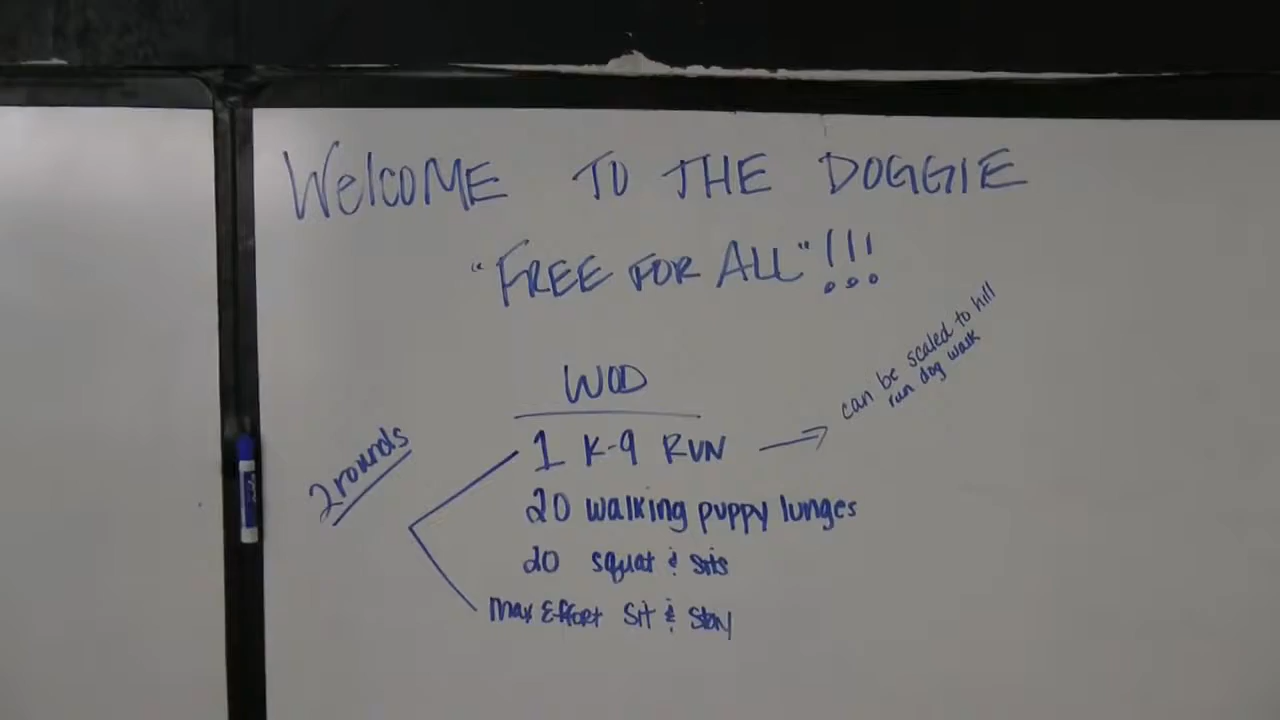 WelcoME TO THE DOGGIE
"FREE FOR ALL"!!!
WOD
2 rounds
1 K-9 RUN → can be scaled to hill
run dog walk
20 walking puppy lunges
20 squat & sits
Max Effort Sit & Stay